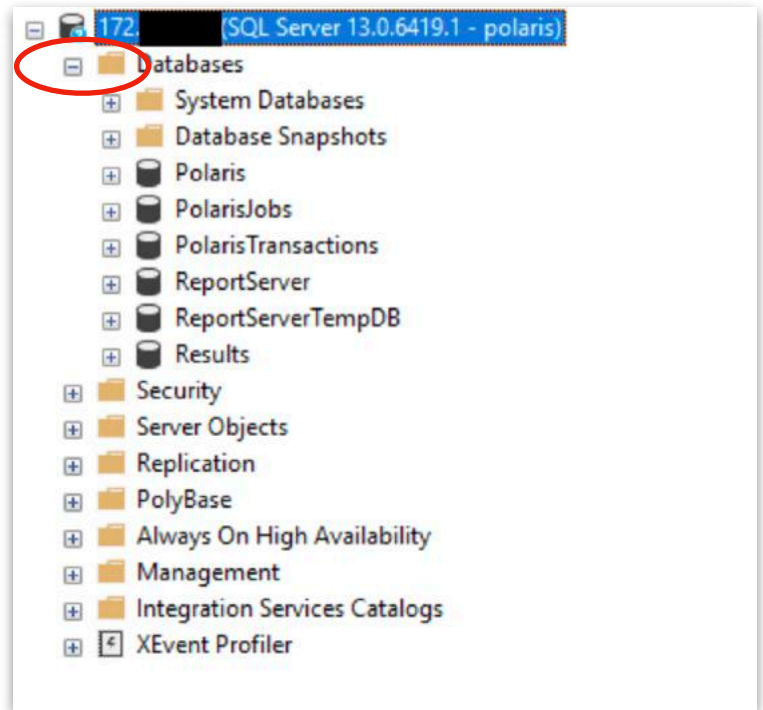 172. (SQL Server 13.0.6419.1 - polaris)
Databases
System Databases
Database Snapshots
Polaris
PolarisJobs
PolarisTransactions
ReportServer
ReportServerTempDB
Results
Security
Server Objects
Replication
PolyBase
Always On High Availability
Management
Integration Services Catalogs
XEvent Profiler